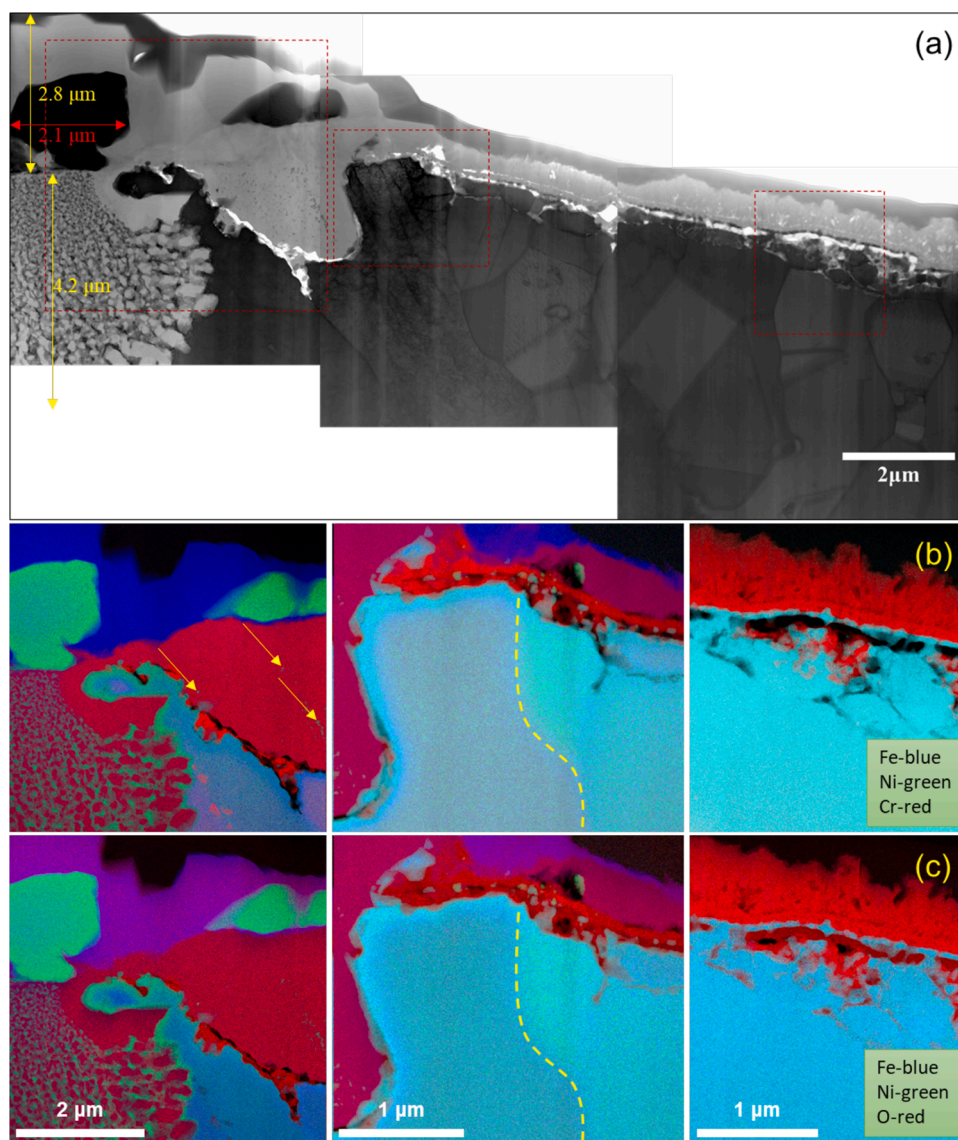 (a)
2.8 μm
2.1 μm
4.2 μm
2μm
(b)
Fe-blue
Ni-green
Cr-red
(c)
Fe-blue
Ni-green
O-red
2 μm
1 μm
1 μm